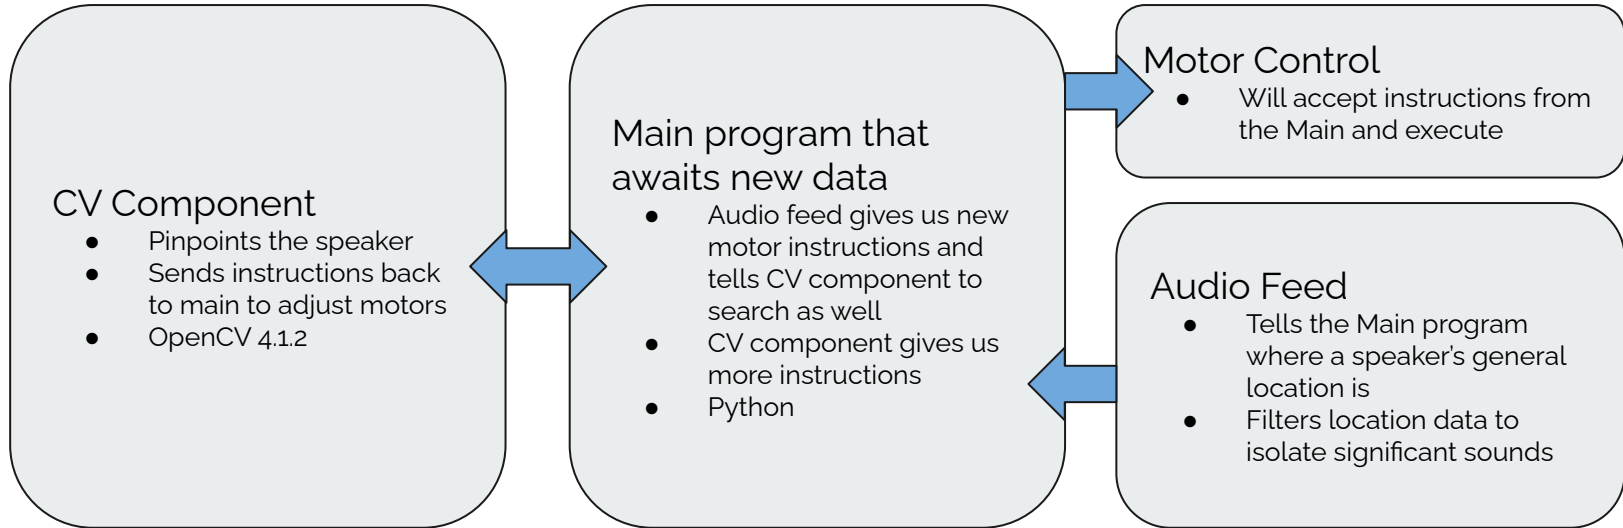 CV Component
● Pinpoints the speaker
● Sends instructions back
to main to adjust motors
● OpenCV 4.1.2
Main program that
awaits new data
● Audio feed gives us new
motor instructions and
tells CV component to
search as well
● CV component gives us
more instructions
● Python
Motor Control
● Will accept instructions from
the Main and execute
Audio Feed
● Tells the Main program
where a speaker’s general
location is
● Filters location data to
isolate significant sounds